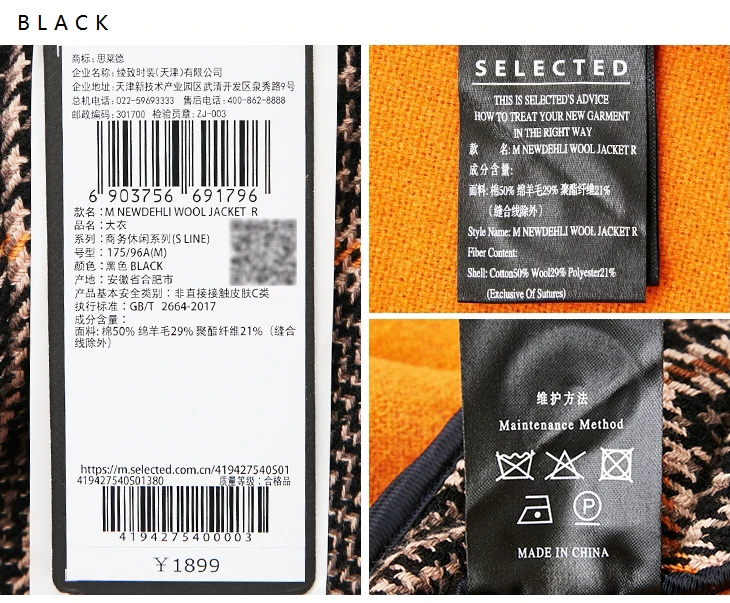 BLACK
商标: 思莱德
企业名称: 绫致时装(天津)有限公司
企业地址: 天津新技术产业园区武清开发区泉秀路9号
总机电话: 022-59693333 售后电话: 400-862-8888
邮政编码: 301700 检验员章: ZJ-003
6 903756 691796
款名: M NEWDEHLI WOOL JACKET R
品名: 大衣
系列: 商务休闲系列(S LINE)
号型: 175/96A(M)
颜色: 黑色 BLACK
产地: 安徽省合肥市
产品基本安全类别: 非直接接触皮肤C类
执行标准: GB/T 2664-2017
成分含量:
面料: 棉50% 绵羊毛29% 聚酯纤维21% (缝合
线除外)
https://m.selected.com.cn/419427540S01
419427540501380 质量等级: 合格品
4194275400003
￥1899
SELECTED
THIS IS SELECTED'S ADVICE
HOW TO TREAT YOUR NEW GARMENT
IN THE RIGHT WAY
款 名: M NEWDEHLI WOOL JACKET R
成分含量:
面料: 棉50% 绵羊毛29% 聚酯纤维21%
(缝合线除外)
Style Name: M NEWDEHLI WOOL JACKET R
Fiber Content:
Shell: Cotton50% Wool29% Polyester21%
(Exclusive Of Sutures)
维护方法
Maintenance Method
P
MADE IN CHINA